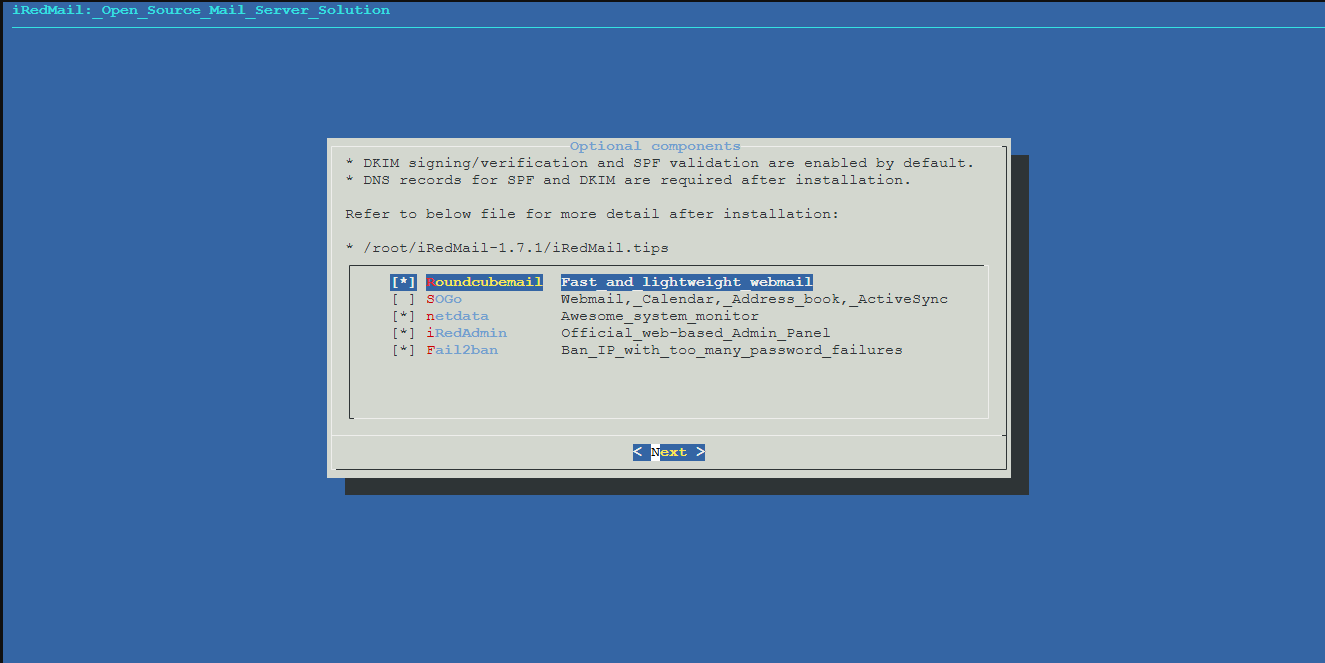 iRedMail:_Open_Source_Mail_Server_Solution
Optional components
* DKIM signing/verification and SPF validation are enabled by default.
* DNS records for SPF and DKIM are required after installation.
Refer to below file for more detail after installation:
* /root/iRedMail-1.7.1/iRedMail.tips
[*] Roundcubemail Fast_and_lightweight_webmail
[ ] SOGo Webmail,_Calendar,_Address_book,_ActiveSync
[*] netdata Awesome_system_monitor
[*] iRedAdmin Official_web-based_Admin_Panel
[*] Fail2ban Ban_IP_with_too_many_password_failures
< Next >